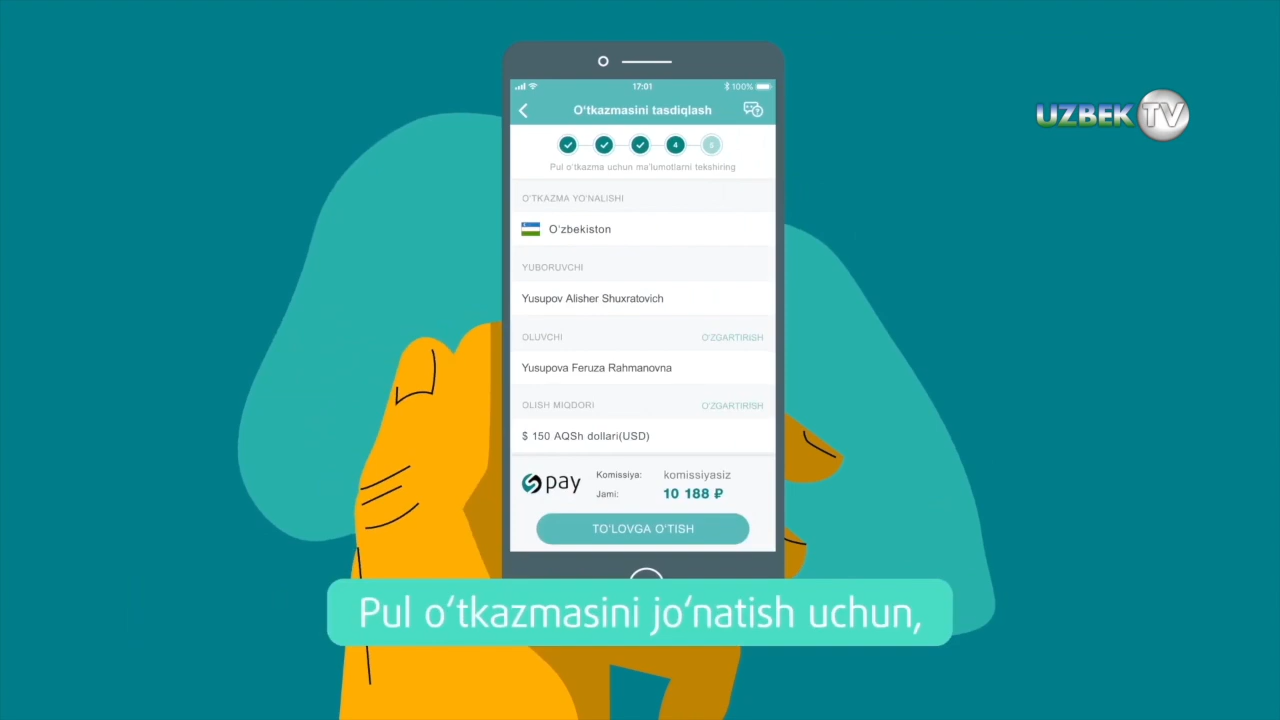 17:01
100%
O‘tkazmasini tasdiqlash
UZBEK TV
4
5
Pul o‘tkazma uchun ma’lumotlarni tekshiring
O‘TKAZMA YO‘NALISHI
O‘zbekiston
YUBORUVCHI
Yusupov Alisher Shuxratovich
OLUVCHI
O‘ZGARTIRISH
Yusupova Feruza Rahmanovna
OLISH MIQDORI
O‘ZGARTIRISH
$ 150 AQSh dollari(USD)
pay
Komissiya: komissiyasiz
Jami: 10 188 ₽
TO‘LOVGA O‘TISH
Pul o‘tkazmasini jo‘natish uchun,